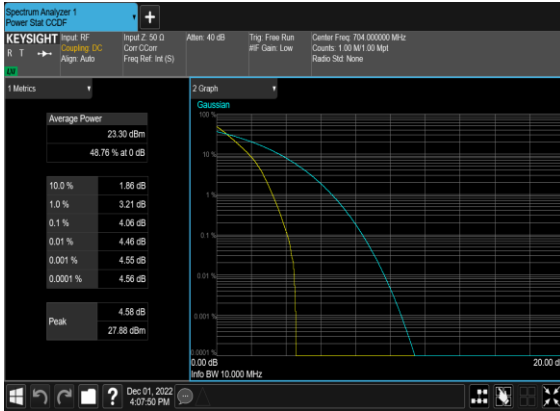 Spectrum Analyzer 1
Power Stat CCDF
+
KEYSIGHT
R T
LXI
Input: RF
Coupling: DC
Align: Auto
Input Z: 50 Ω
Corr CCorr
Freq Ref: Int (S)
Atten: 40 dB
Trig: Free Run
#IF Gain: Low
Center Freq: 704.000000 MHz
Counts: 1.00 M/1.00 Mpt
Radio Std: None
1 Metrics
Average Power
23.30 dBm
48.76 % at 0 dB
10.0 % 1.86 dB
1.0 % 3.21 dB
0.1 % 4.06 dB
0.01 % 4.46 dB
0.001 % 4.55 dB
0.0001 % 4.56 dB
Peak
4.58 dB
27.88 dBm
2 Graph
Gaussian
100 %
10 %
1 %
0.1 %
0.01 %
0.001 %
0.0001 %
0.00 dB
20.00 d
Info BW 10.000 MHz
?
Dec 01, 2022
4:07:50 PM